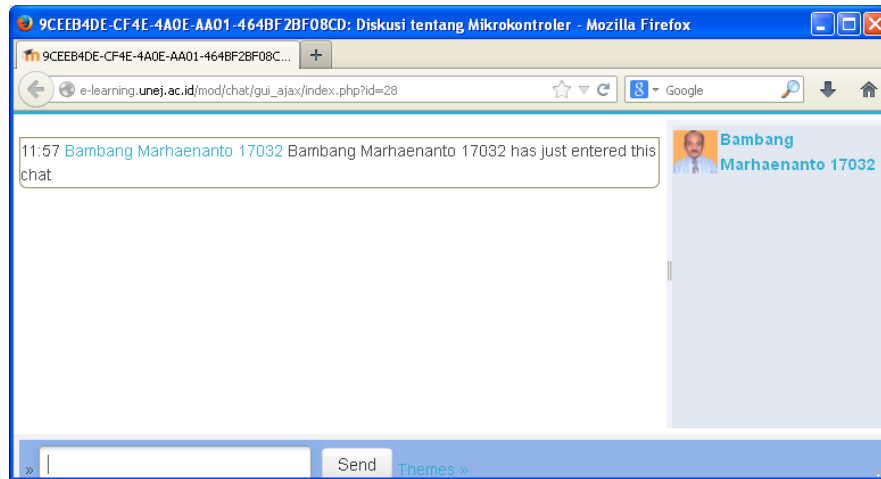 9CEEB4DE-CF4E-4A0E-AA01-464BF2BF08CD: Diskusi tentang Mikrokontroler - Mozilla Firefox
9CEEB4DE-CF4E-4A0E-AA01-464BF2BF08C... +
e-learning.unej.ac.id/mod/chat/gui_ajax/index.php?id=28
8 Google
11:57 Bambang Marhaenanto 17032 Bambang Marhaenanto 17032 has just entered this
chat
Bambang
Marhaenanto 17032
» Send Themes »